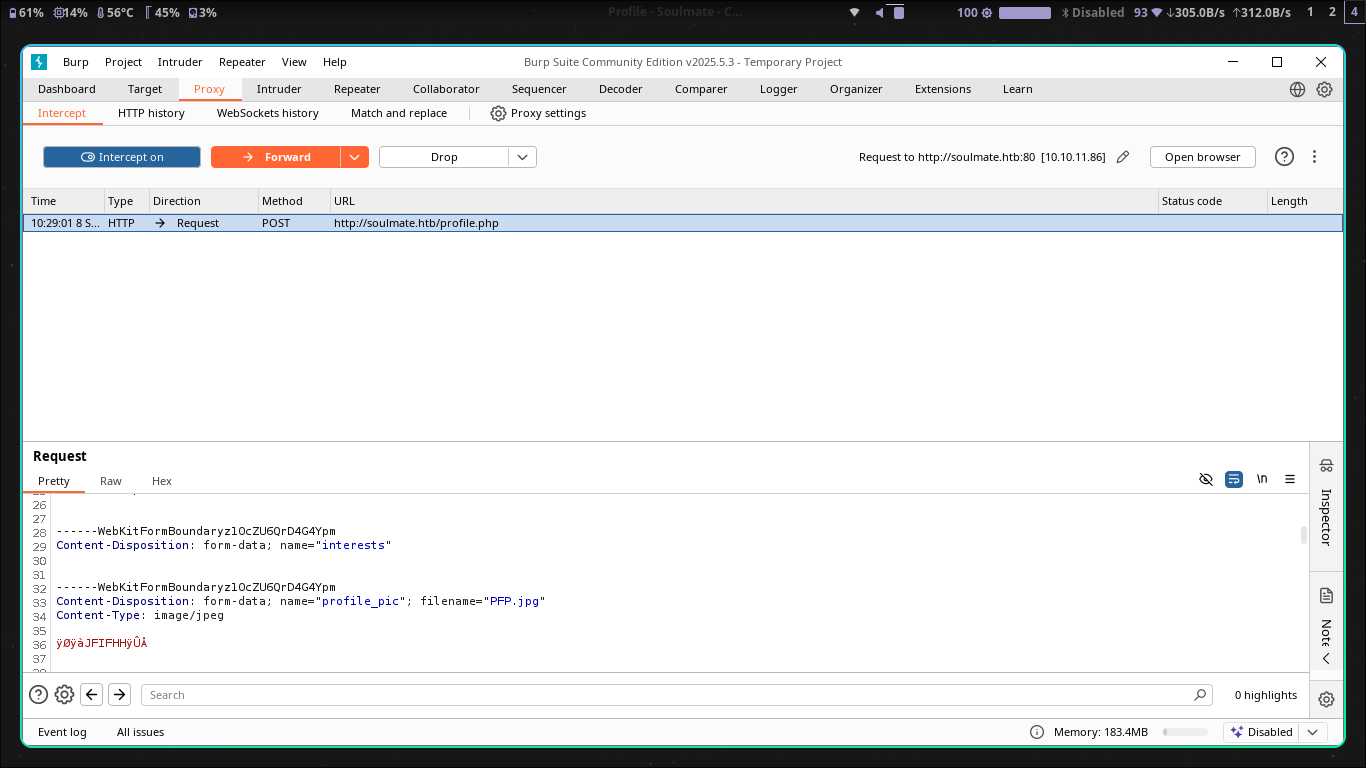 61% 14% 56°C 45% 3% Profile - Soulmate - C... 100 Disabled 93 ↓305.0B/s ↑312.0B/s 1 2 4
Burp Project Intruder Repeater View Help Burp Suite Community Edition v2025.5.3 - Temporary Project
Dashboard Target Proxy Intruder Repeater Collaborator Sequencer Decoder Comparer Logger Organizer Extensions Learn
Intercept HTTP history WebSockets history Match and replace Proxy settings
Intercept on Forward Drop Request to http://soulmate.htb:80 [10.10.11.86] Open browser
Time Type Direction Method URL Status code Length
10:29:01 8 S... HTTP → Request POST http://soulmate.htb/profile.php
Request
Pretty Raw Hex \n
26
27
28 ------WebKitFormBoundaryzlOcZU6QrD4G4Ypm
29 Content-Disposition: form-data; name="interests"
30
31
32 ------WebKitFormBoundaryzlOcZU6QrD4G4Ypm
33 Content-Disposition: form-data; name="profile_pic"; filename="PFP.jpg"
34 Content-Type: image/jpeg
35
36 ÿØÿàJFIFHHÿÛÅ
37
Inspector
Note
Search 0 highlights
Event log All issues Memory: 183.4MB Disabled